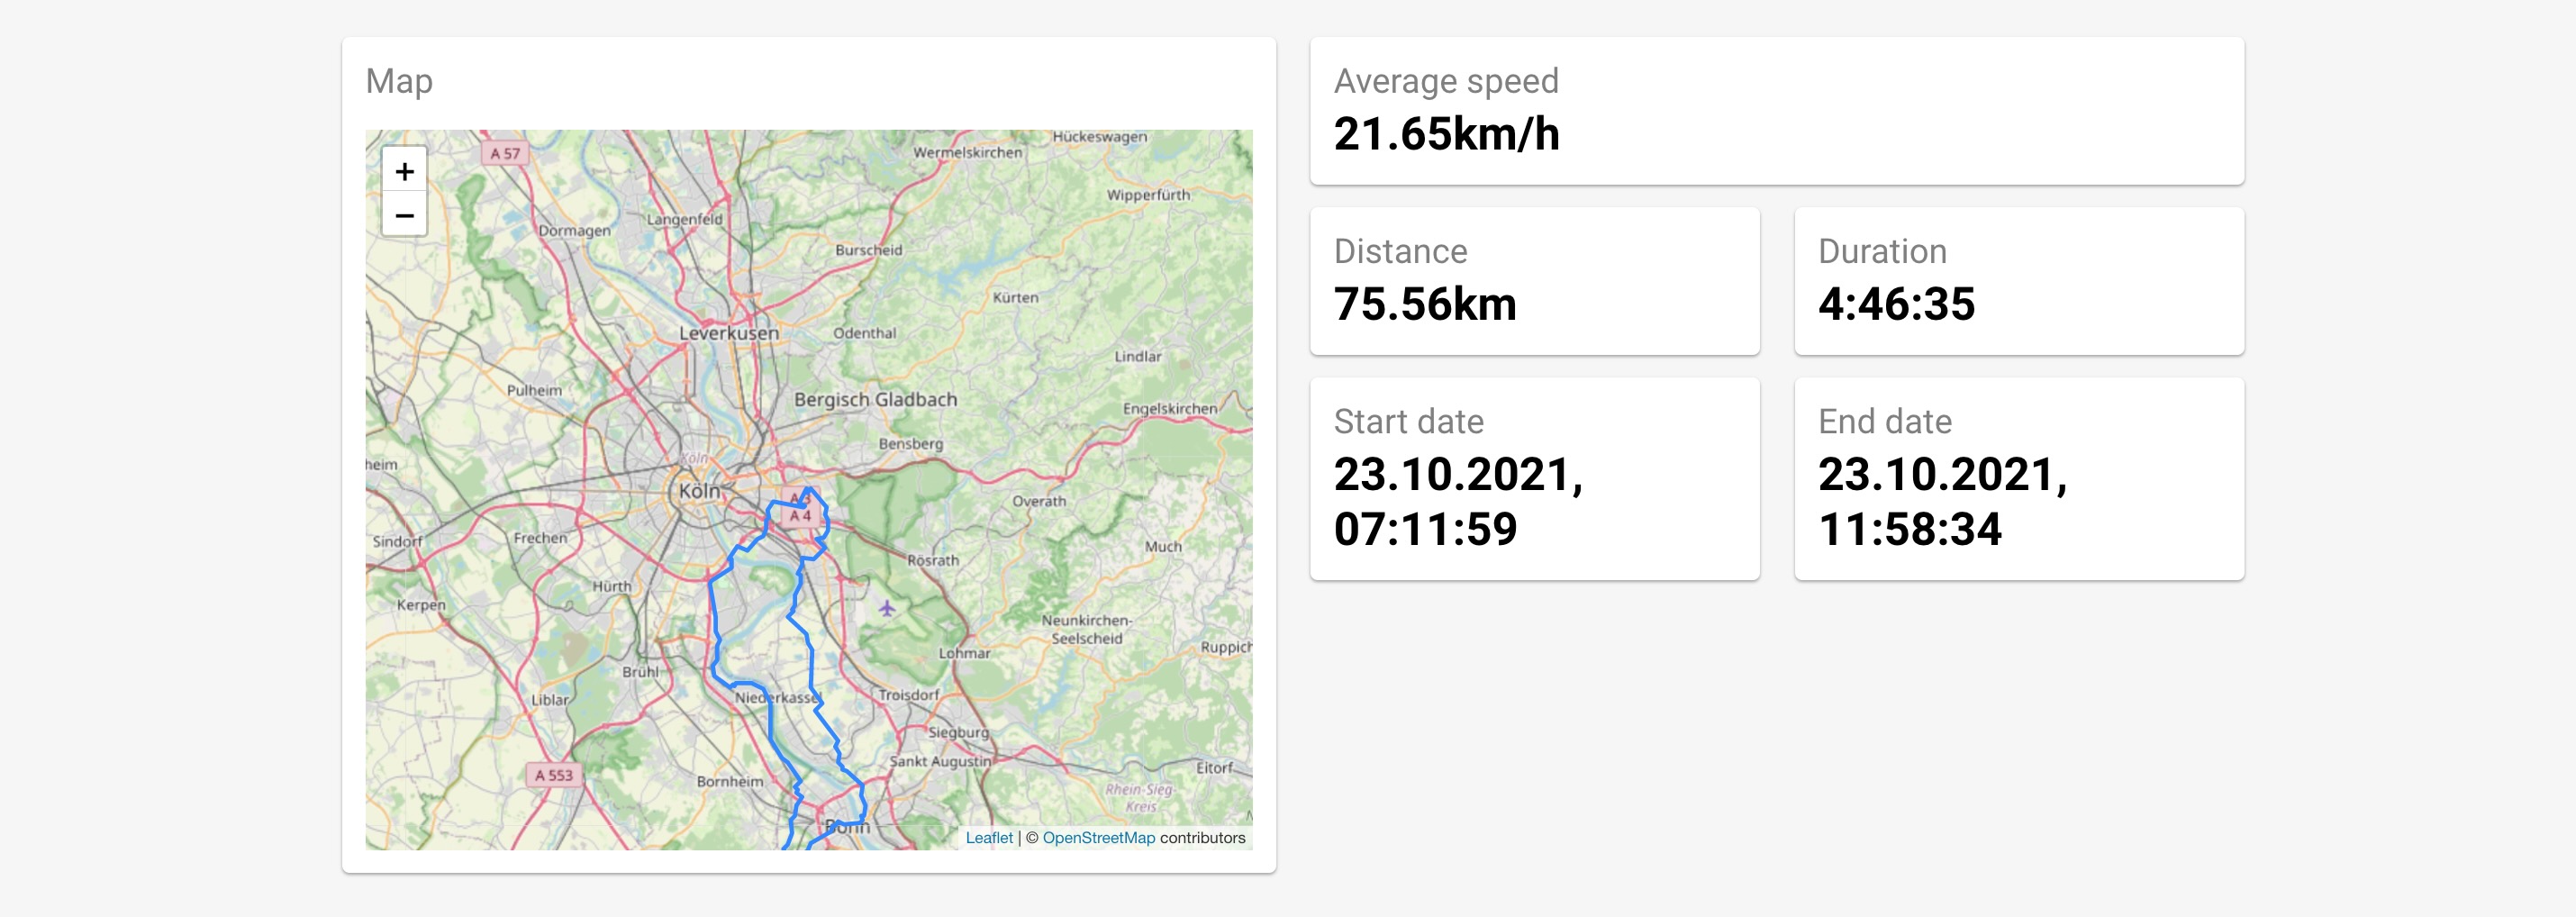 Map
+
−
A 57
Hückeswagen
Wermelskirchen
Wipperfürth
Langenfeld
Dormagen
Burscheid
Kürten
Leverkusen
Odenthal
Lindlar
Pulheim
Bergisch Gladbach
Engelskirchen
Bensberg
Köln
heim
Köln
A 3
A 4
Overath
Sindorf
Frechen
Much
Rösrath
Hürth
Kerpen
Neunkirchen-
Seelscheid
Ruppich
Lohmar
Brühl
Niederkassel
Troisdorf
Liblar
Siegburg
Sankt Augustin
Eitorf
A 553
Bornheim
Rhein-Sieg-
Kreis
Bonn
Leaflet | © OpenStreetMap contributors
Average speed
21.65km/h
Distance
75.56km
Duration
4:46:35
Start date
23.10.2021,
07:11:59
End date
23.10.2021,
11:58:34